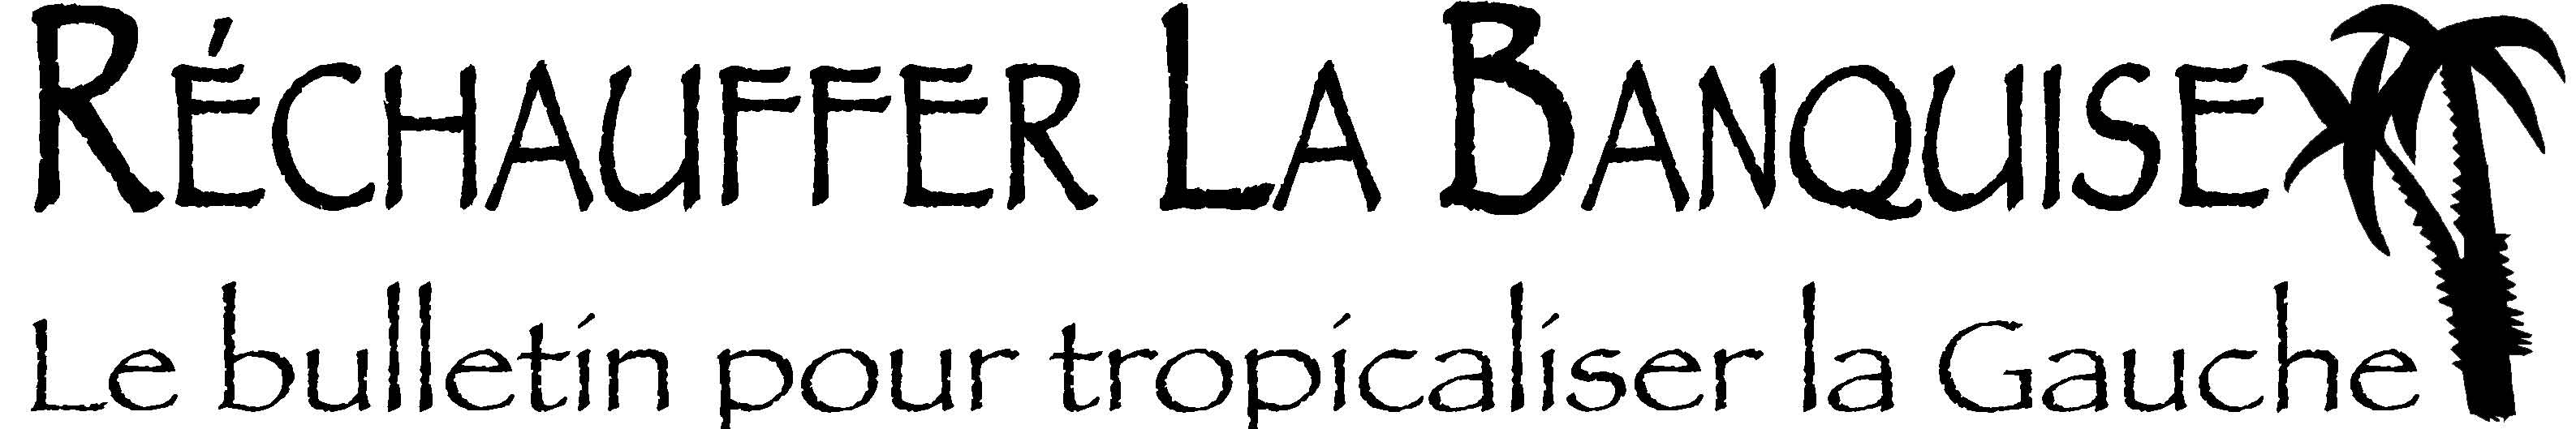 RÉCHAUFFER LA BANQUISE
Le bulletin pour tropicaliser la Gauche